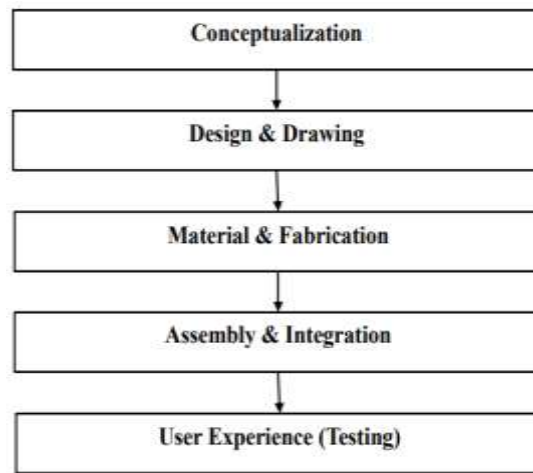 Conceptualization
Design & Drawing
Material & Fabrication
Assembly & Integration
User Experience (Testing)